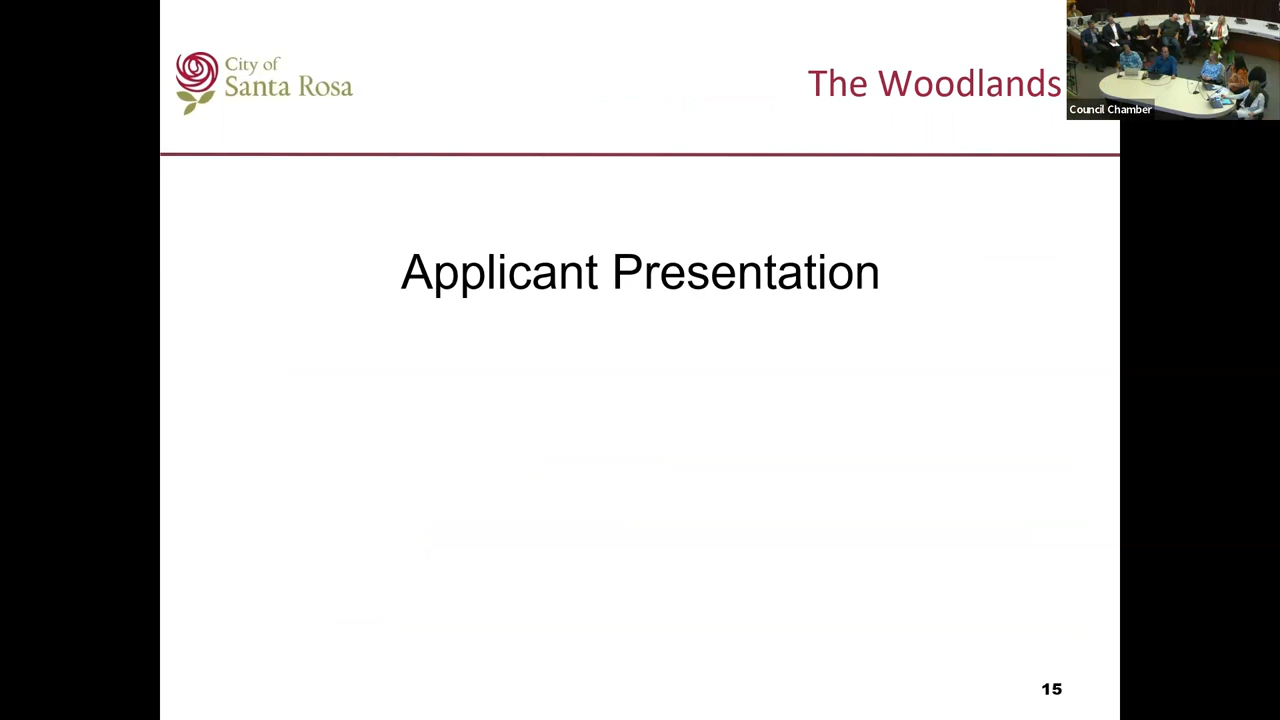 City of
Santa Rosa
The Woodlands
Council Chamber
Applicant Presentation
15